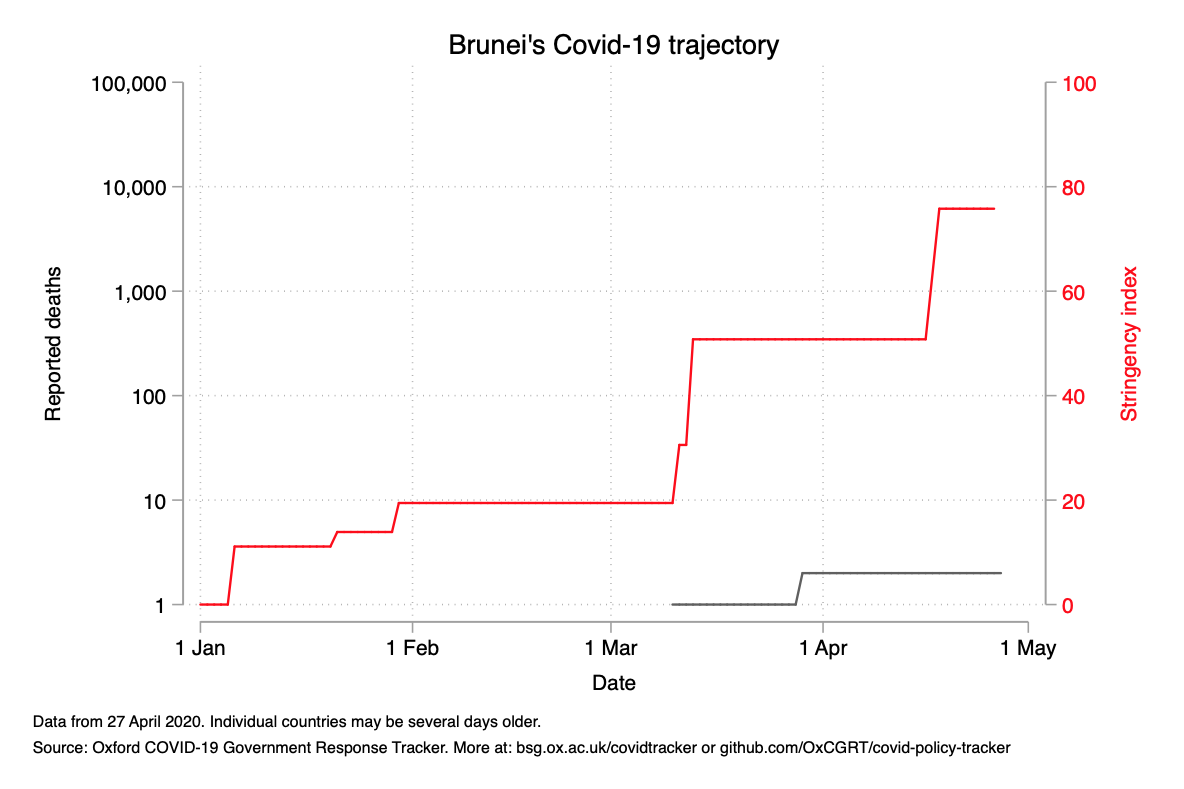 Brunei's Covid-19 trajectory
100,000
10,000
1,000
100
10
1
Reported deaths
100
80
60
40
20
0
Stringency index
1 Jan
1 Feb
1 Mar
1 Apr
1 May
Date
Data from 27 April 2020. Individual countries may be several days older.
Source: Oxford COVID-19 Government Response Tracker. More at: bsg.ox.ac.uk/covidtracker or github.com/OxCGRT/covid-policy-tracker